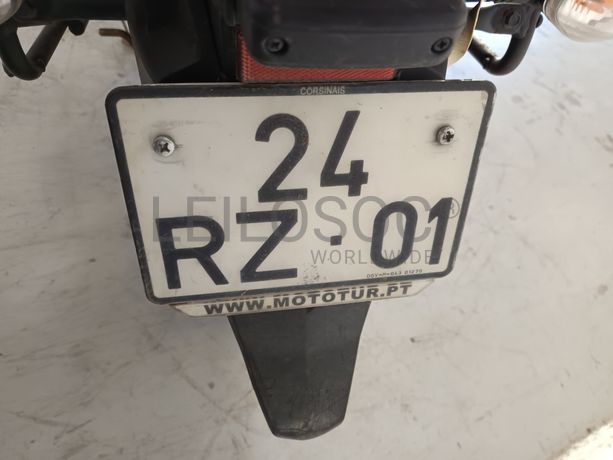 CORSINAIS
24
RZ·01
LEILOSOC®
WORLDWIDE
WWW.MOTOTUR.PT